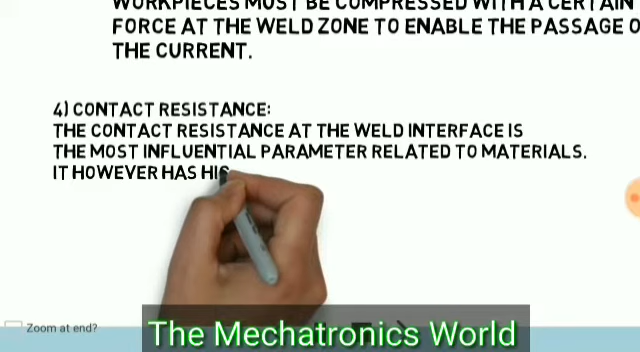 WORKPIECES MUST BE COMPRESSED WITH A CERTAIN
FORCE AT THE WELD ZONE TO ENABLE THE PASSAGE O
THE CURRENT.
4) CONTACT RESISTANCE:
THE CONTACT RESISTANCE AT THE WELD INTERFACE IS
THE MOST INFLUENTIAL PARAMETER RELATED TO MATERIALS.
IT HOWEVER HAS HIG
Zoom at end?
The Mechatronics World